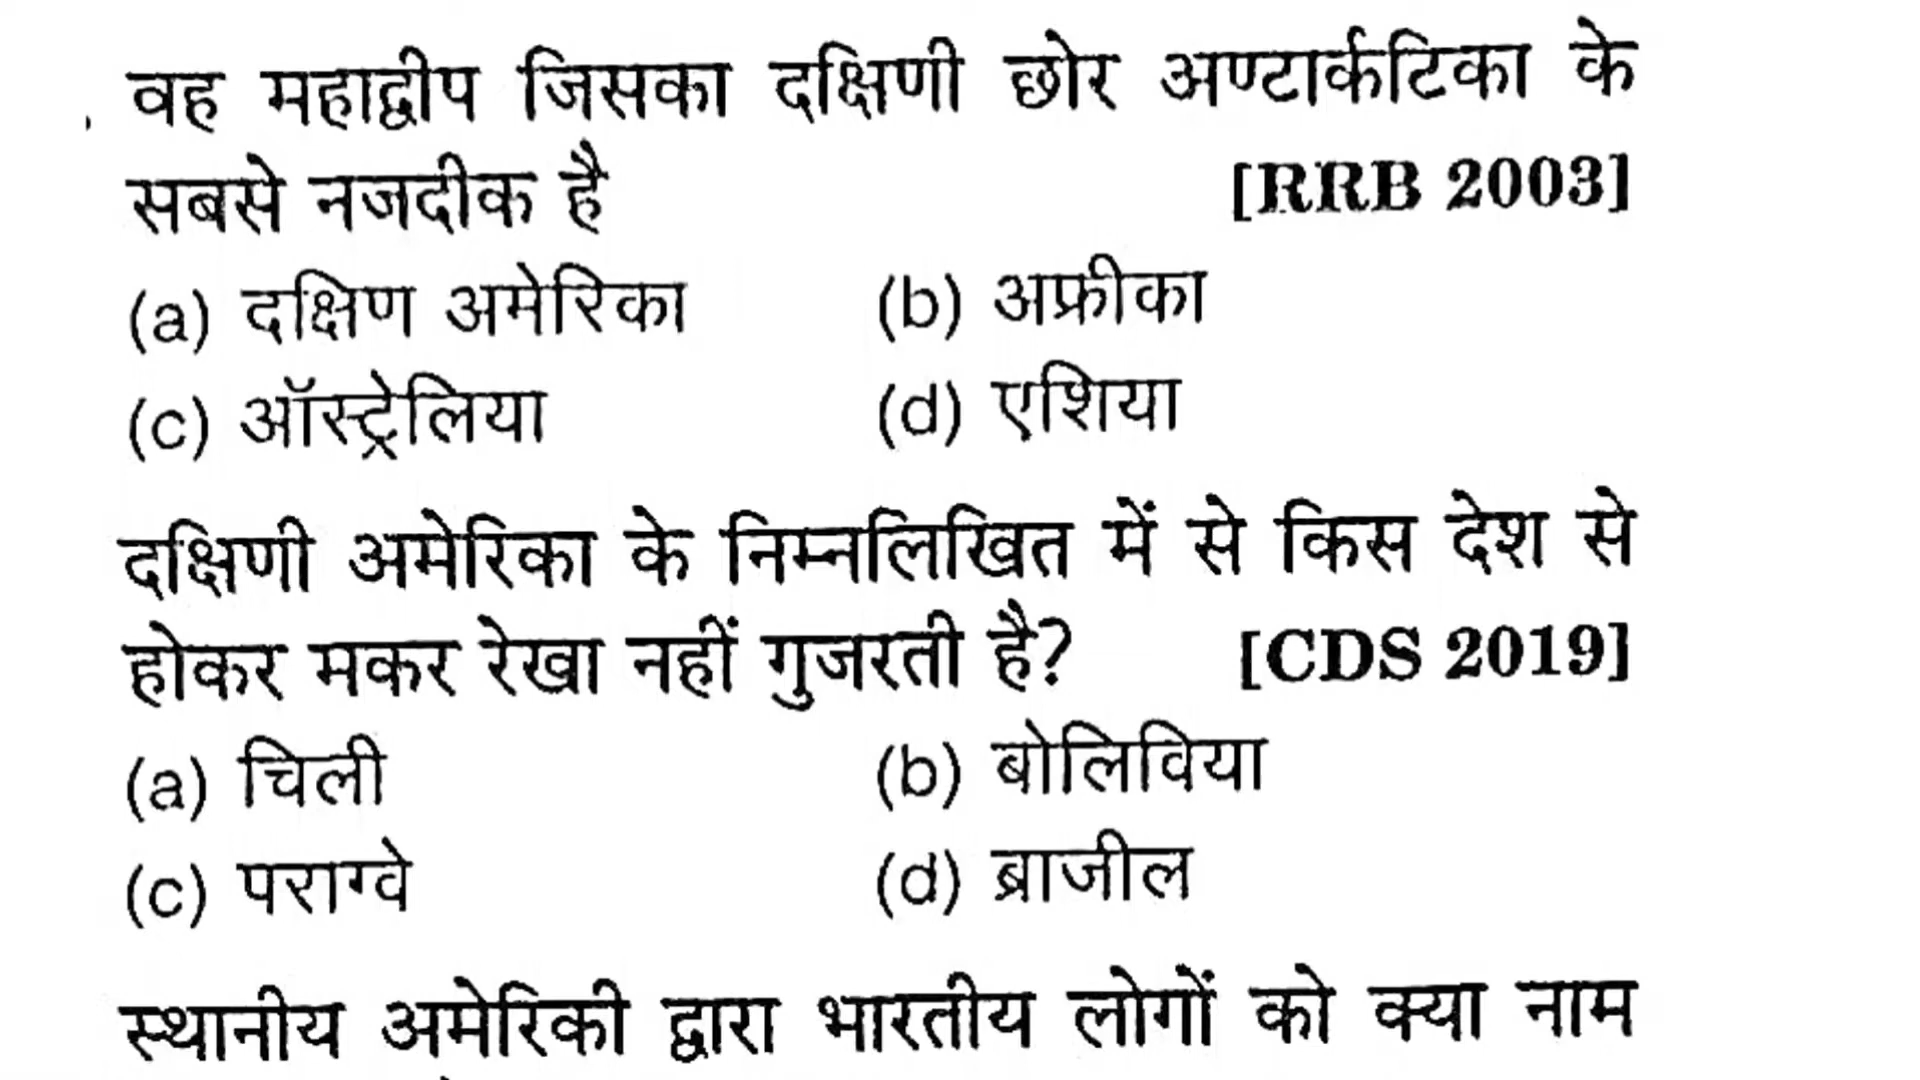 वह महाद्वीप जिसका दक्षिणी छोर अण्टार्कटिका के
सबसे नजदीक है [RRB 2003]
(a) दक्षिण अमेरिका (b) अफ्रीका
(c) ऑस्ट्रेलिया (d) एशिया
दक्षिणी अमेरिका के निम्नलिखित में से किस देश से
होकर मकर रेखा नहीं गुजरती है? [CDS 2019]
(a) चिली (b) बोलिविया
(c) पराग्वे (d) ब्राजील
स्थानीय अमेरिकी द्वारा भारतीय लोगों को क्या नाम